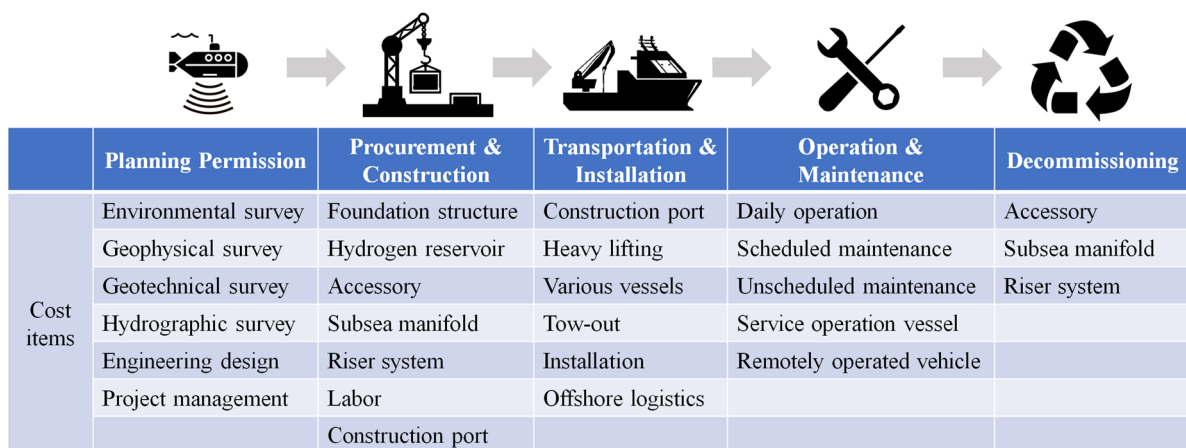 Planning Permission
Procurement &
Construction
Transportation &
Installation
Operation &
Maintenance
Decommissioning
Cost
items
Environmental survey
Foundation structure
Construction port
Daily operation
Accessory
Geophysical survey
Hydrogen reservoir
Heavy lifting
Scheduled maintenance
Subsea manifold
Geotechnical survey
Accessory
Various vessels
Unscheduled maintenance
Riser system
Hydrographic survey
Subsea manifold
Tow-out
Service operation vessel
Engineering design
Riser system
Installation
Remotely operated vehicle
Project management
Labor
Offshore logistics
Construction port